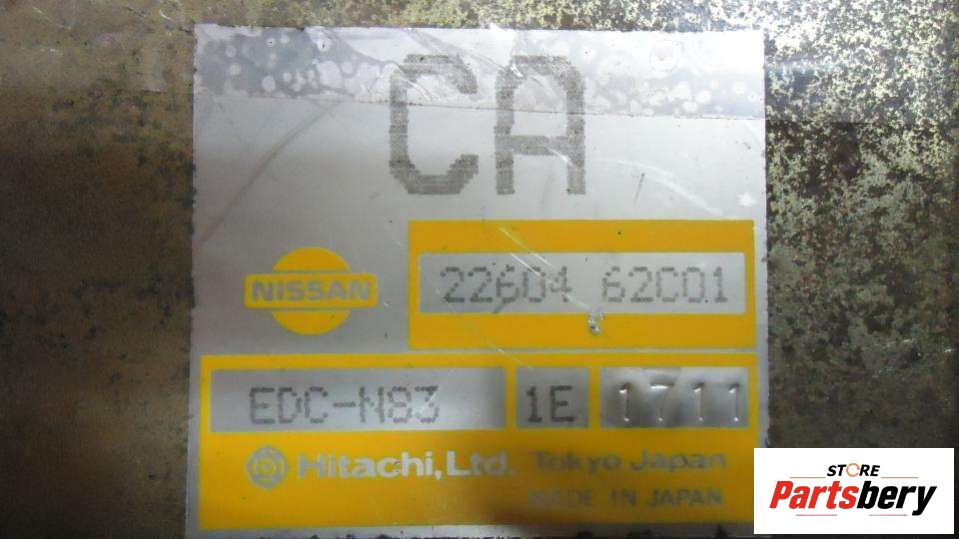 CA
NISSAN
22604 62C01
EDC-N83 1E 1711
Hitachi, Ltd. Tokyo Japan
MADE IN JAPAN
STORE
Partsbery